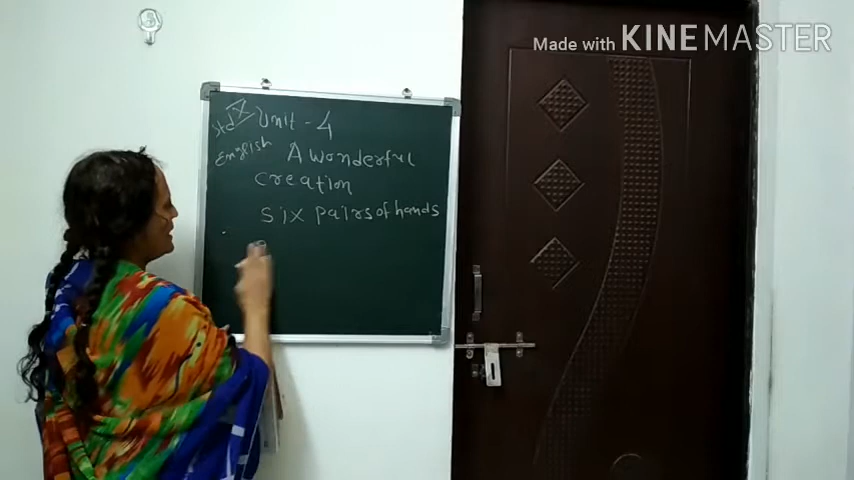 Made with KINEMASTER
Std X Unit - 4
English A wonderful
creation
six pairs of hands